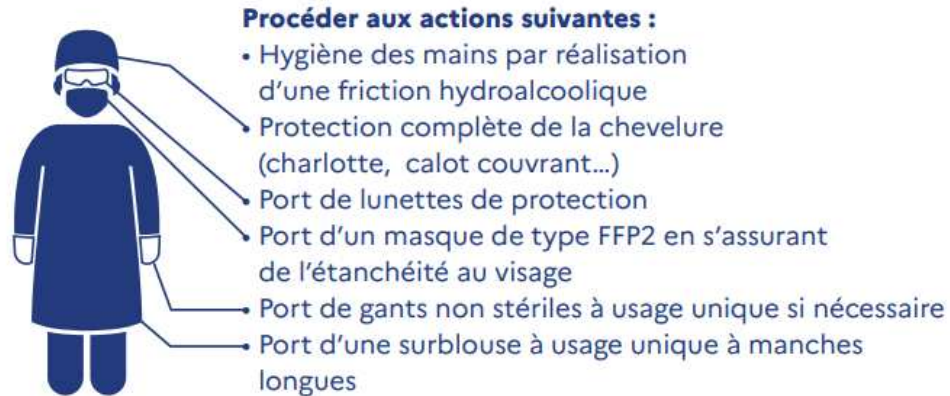 Procéder aux actions suivantes :
• Hygiène des mains par réalisation
d'une friction hydroalcoolique
• Protection complète de la chevelure
(charlotte, calot couvrant...)
• Port de lunettes de protection
• Port d'un masque de type FFP2 en s'assurant
de l'étanchéité au visage
• Port de gants non stériles à usage unique si nécessaire
• Port d'une surblouse à usage unique à manches
longues